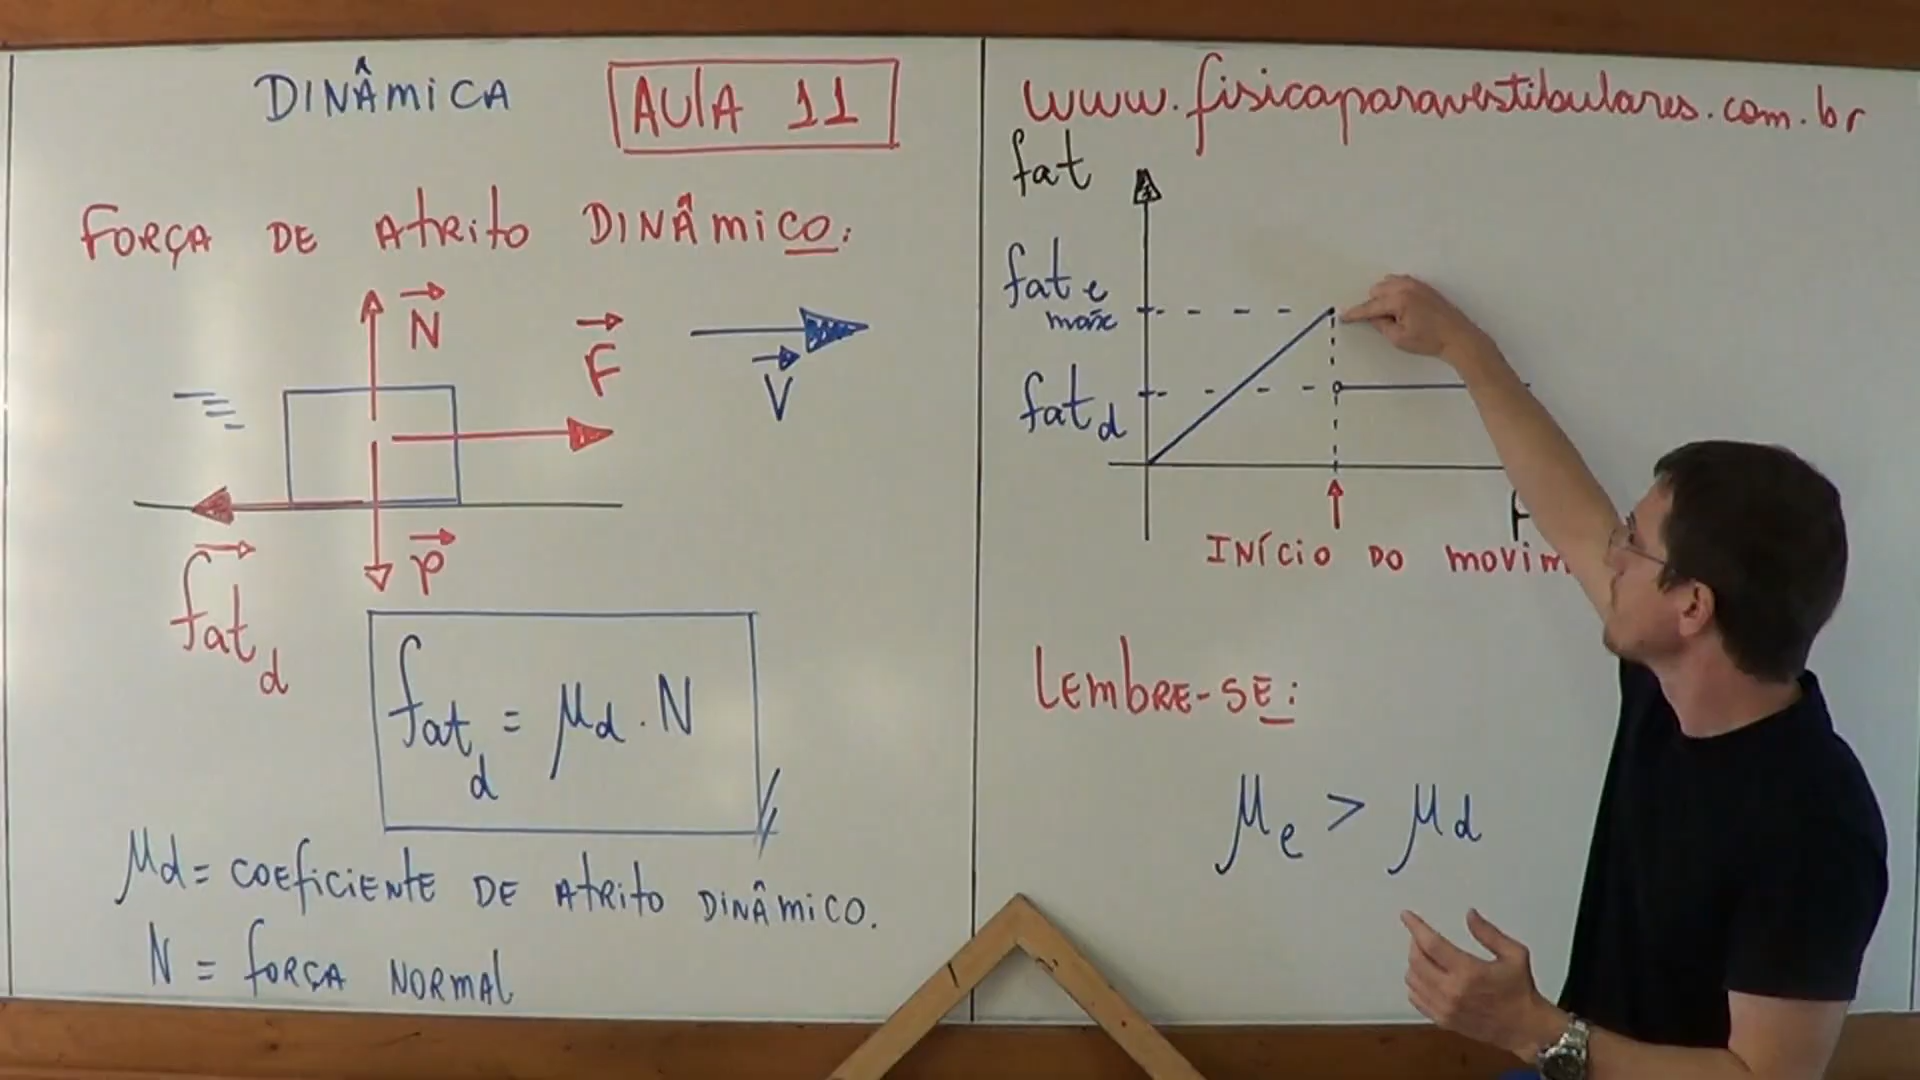 DINÂMICA
AULA 11
FORÇA DE ATRITO DINÂMICO:
N
F
V
fat d
P
fat d = μd . N
μd = COEFICIENTE DE ATRITO DINÂMICO.
N = FORÇA NORMAL
www.fisicaparavestibulares.com.br
fat
fat e máx
fat d
F
INÍCIO DO MOVIM
LEMBRE-SE:
μe > μd